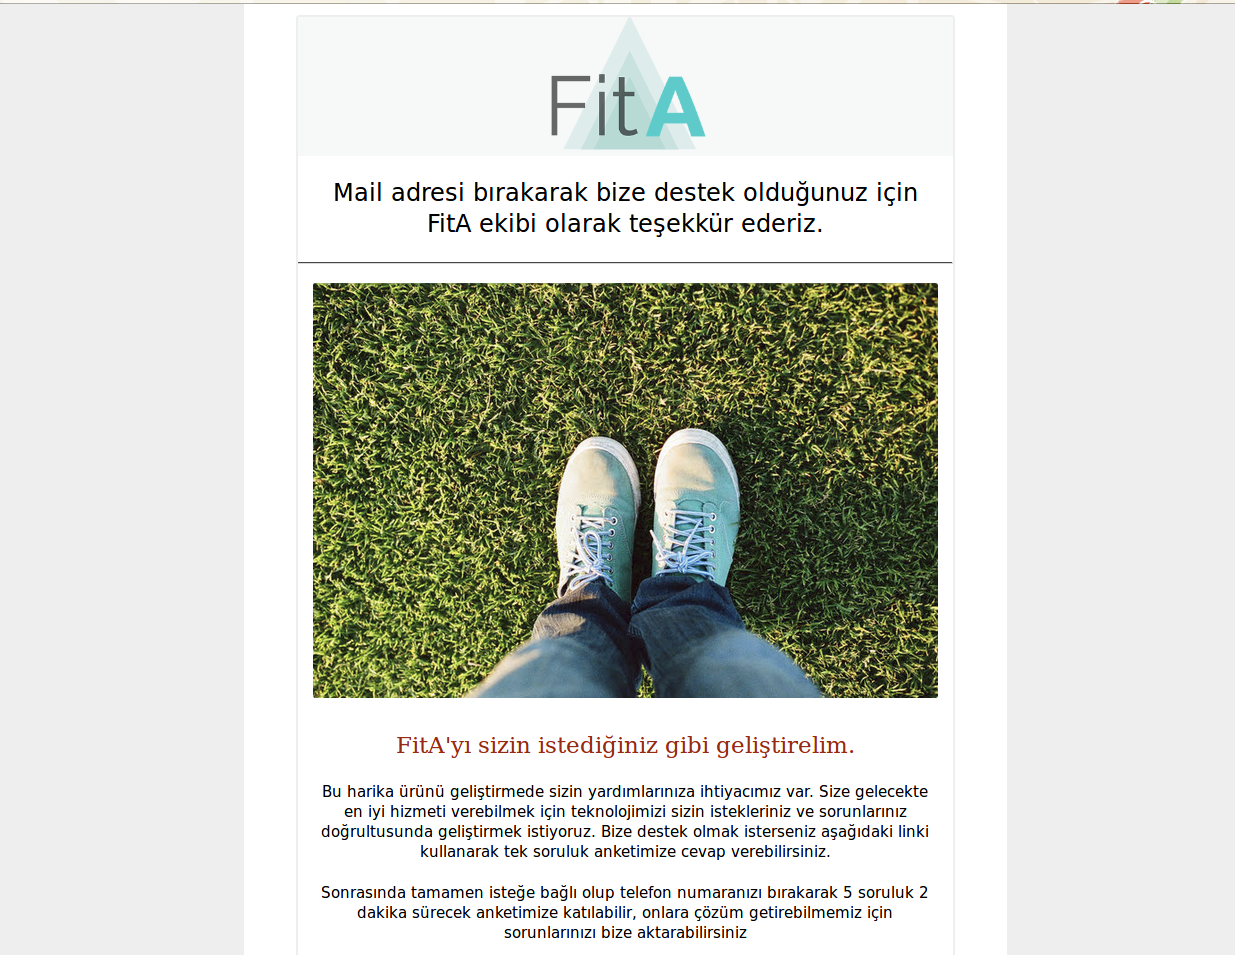 FitA
Mail adresi bırakarak bize destek olduğunuz için
FitA ekibi olarak teşekkür ederiz.
FitA'yı sizin istediğiniz gibi geliştirelim.
Bu harika ürünü geliştirmede sizin yardımlarınıza ihtiyacımız var. Size gelecekte
en iyi hizmeti verebilmek için teknolojimizi sizin istekleriniz ve sorunlarınız
doğrultusunda geliştirmek istiyoruz. Bize destek olmak isterseniz aşağıdaki linki
kullanarak tek soruluk anketimize cevap verebilirsiniz.
Sonrasında tamamen isteğe bağlı olup telefon numaranızı bırakarak 5 soruluk 2
dakika sürecek anketimize katılabilir, onlara çözüm getirebilmemiz için
sorunlarınızı bize aktarabilirsiniz